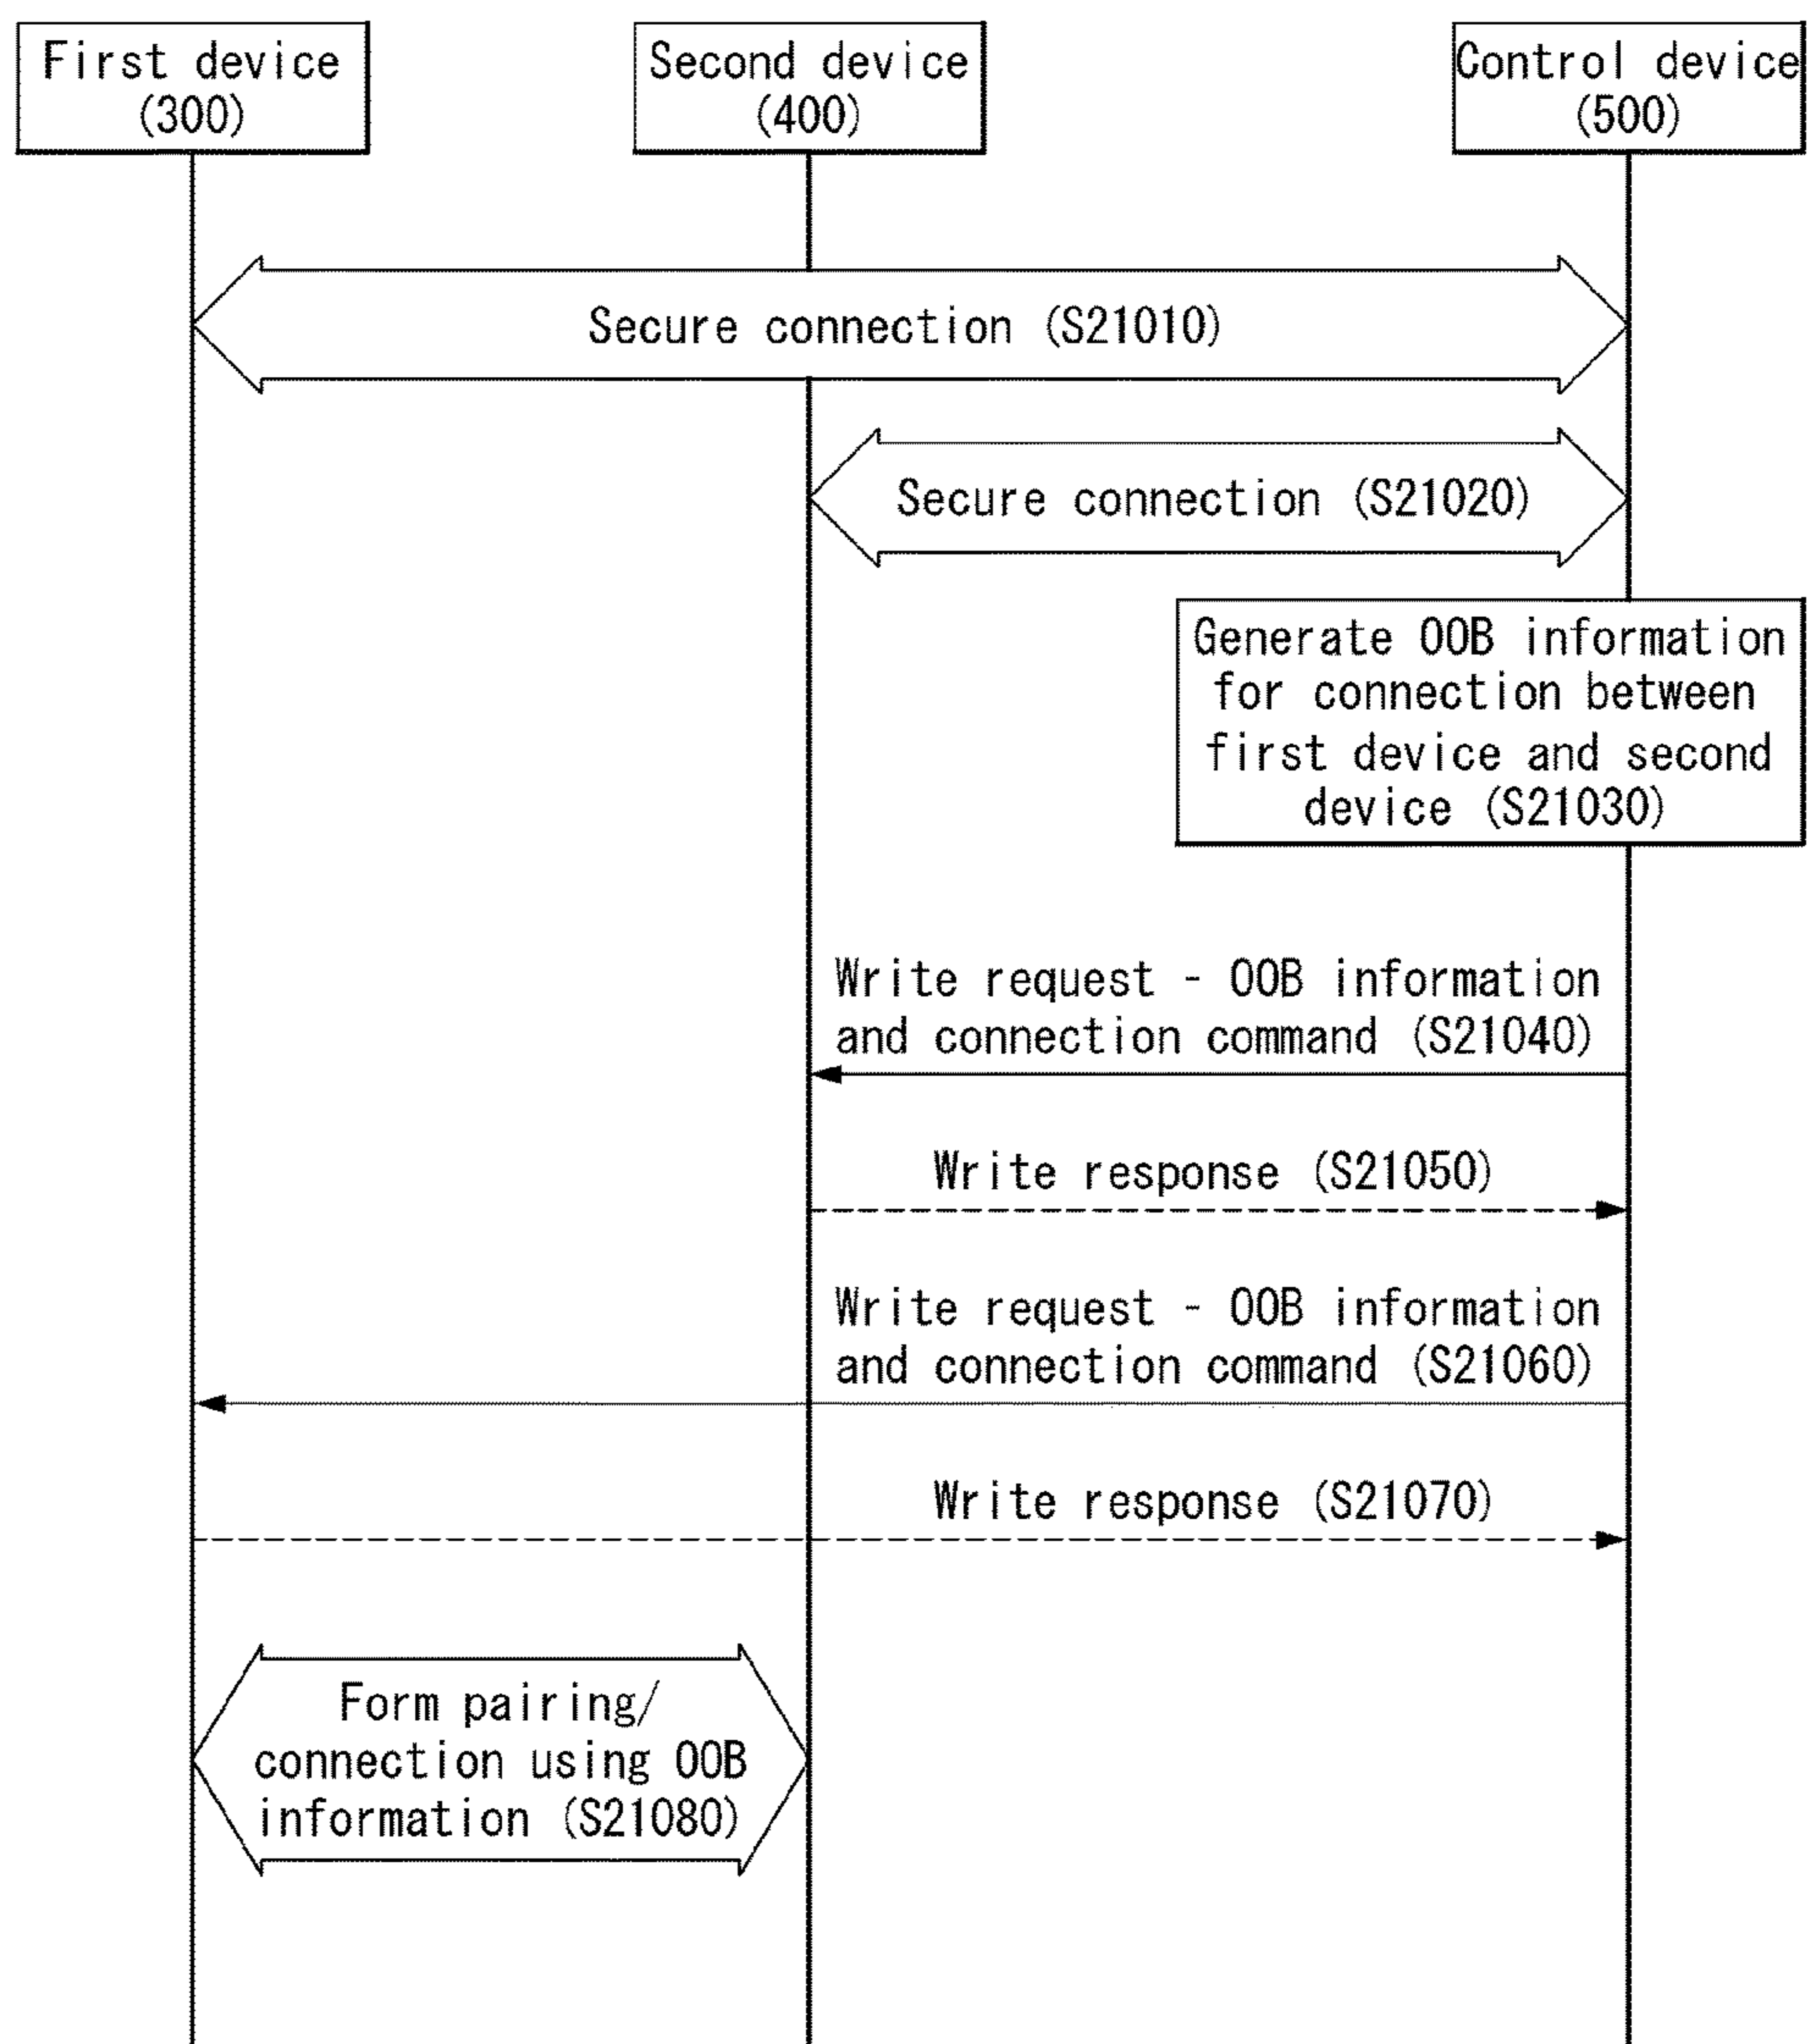 First device
(300)
Second device
(400)
Control device
(500)
Secure connection (S21010)
Secure connection (S21020)
Generate OOB information
for connection between
first device and second
device (S21030)
Write request - OOB information
and connection command (S21040)
Write response (S21050)
Write request - OOB information
and connection command (S21060)
Write response (S21070)
Form pairing/
connection using OOB
information (S21080)